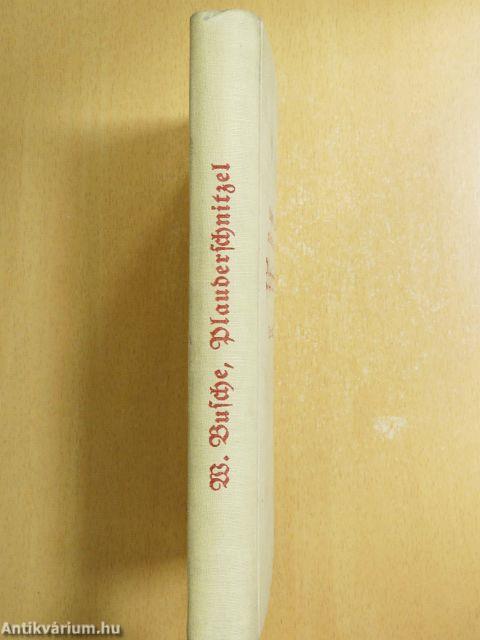 W. Busche, Plauderschnitzel
Antikvárium.hu